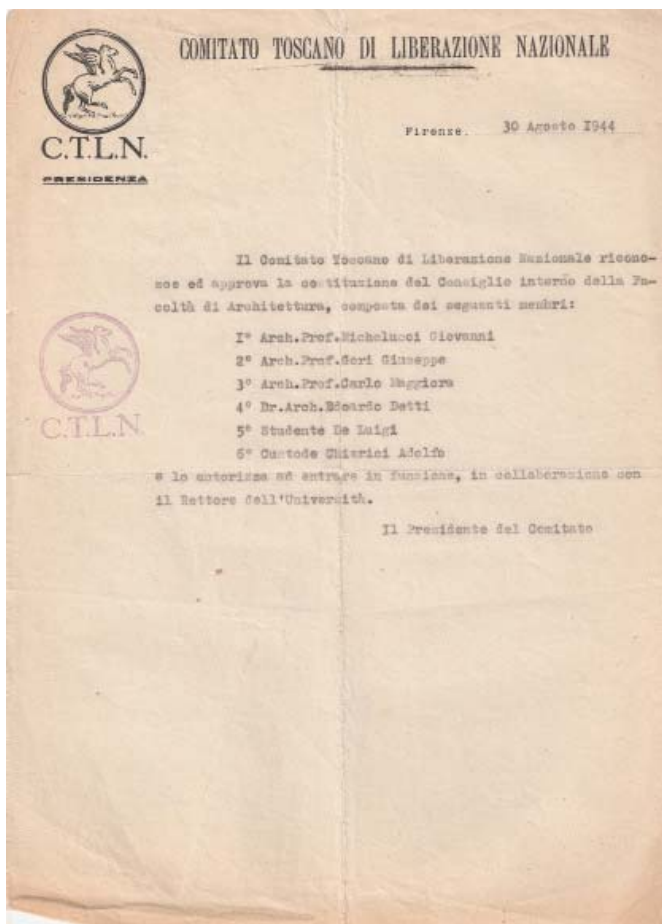 COMITATO TOSCANO DI LIBERAZIONE NAZIONALE
Firenze. 30 Agosto I944
C.T.L.N.
PRESIDENZA
Il Comitato Toscano di Liberazione Nazionale ricono-
sce ed approva la costituzione del Consiglio interno della Fa-
coltà di Architettura, composta dei seguenti membri:
I° Arch.Prof.Michelucci Giovanni
2° Arch.Prof.Gori Giuseppe
3° Arch.Prof.Carlo Maggiora
4° Dr.Arch.Edoardo Detti
5° Studente De Luigi
6° Custode Chiarici Adolfo
C.T.L.N.
e lo autorizza ad entrare in funzione, in collaborazione con
il Rettore dell'Università.
Il Presidente del Comitato